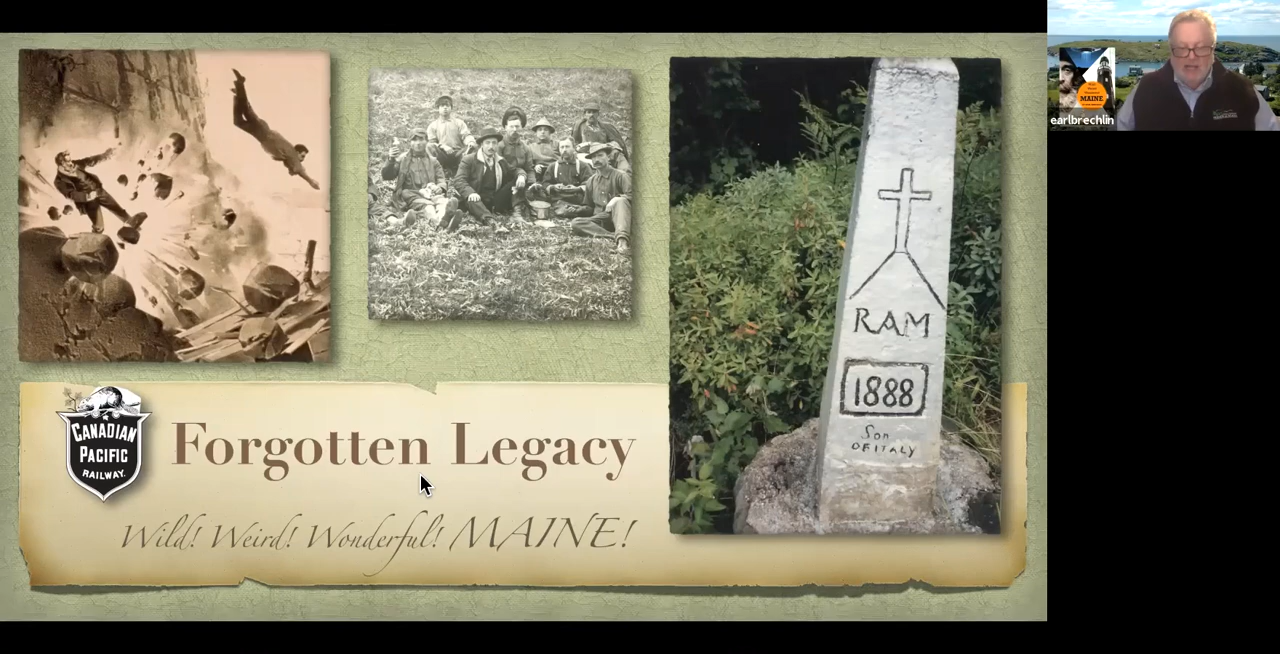 RAM
1888
Son
OF ITALY
CANADIAN
PACIFIC
RAILWAY.
Forgotten Legacy
Wild! Weird! Wonderful! MAINE!
MAINE
earlbrechlin